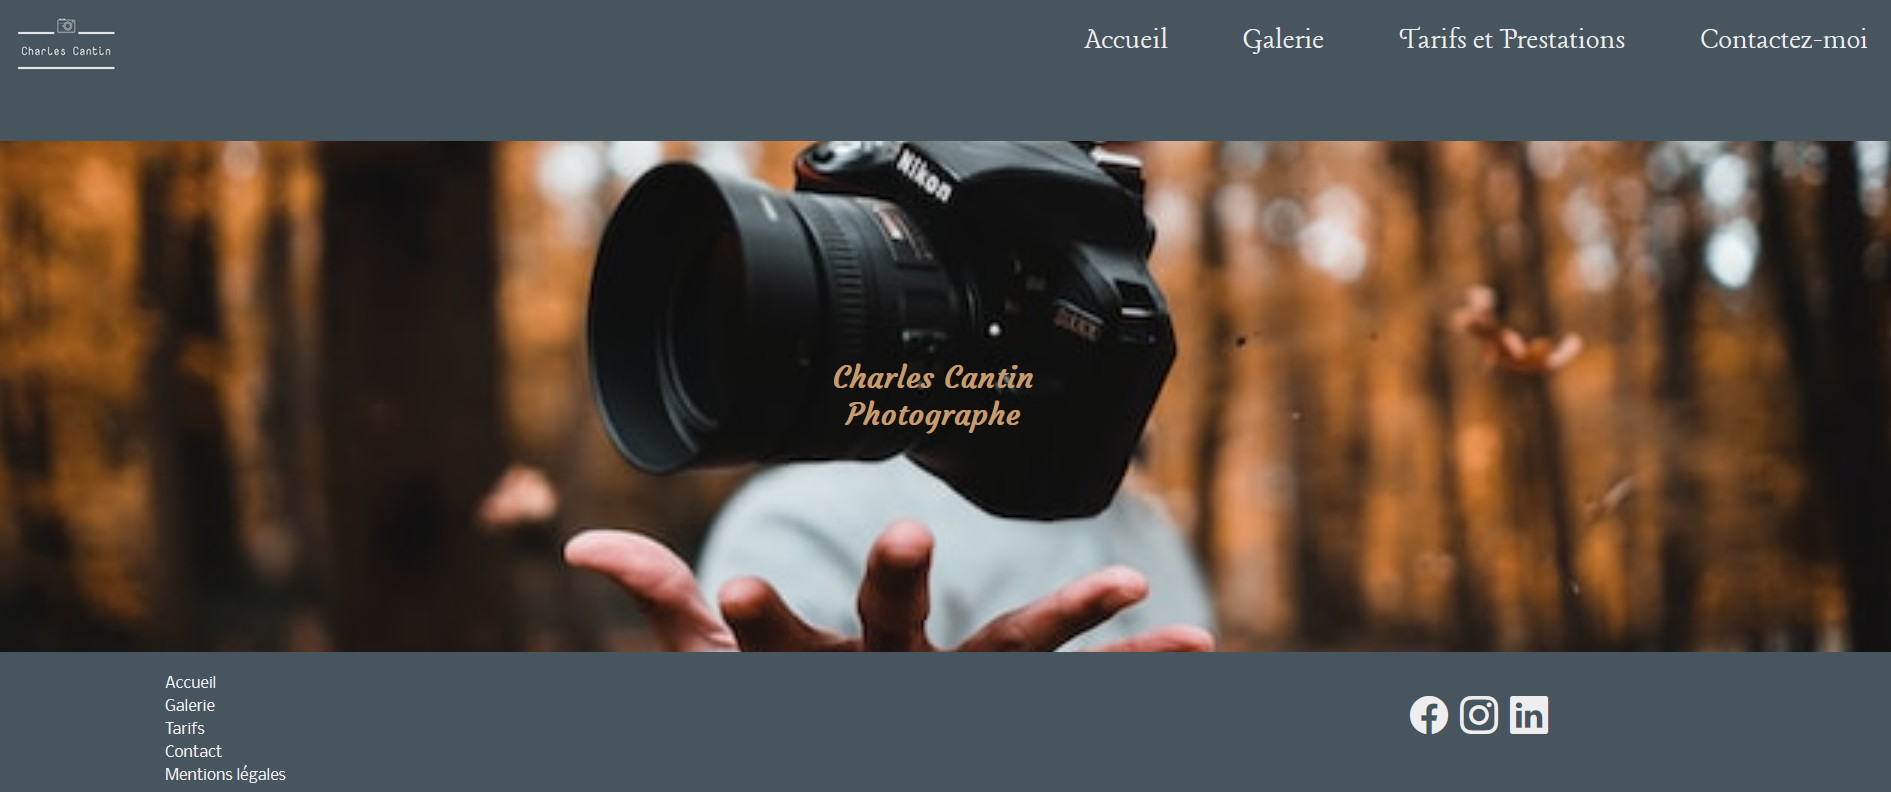 Charles Cantin
Accueil Galerie Tarifs et Prestations Contactez-moi
Nikon
Charles Cantin
Photographe
Accueil
Galerie
Tarifs
Contact
Mentions légales
f
in